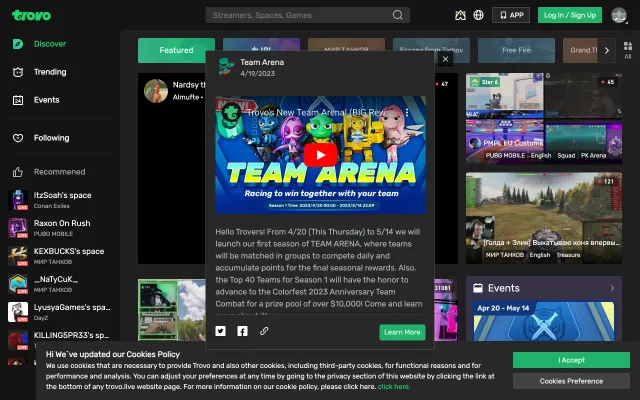 trovo
Streamers, Spaces, Games
APP
Log In / Sign Up
Discover
Trending
Events
Following
Recommened
ItzSoah's space
Conan Exiles
Raxon On Rush
PUBG MOBILE
KEXBUCKS's space
МИР ТАНКОВ
_NaTyCuK_
МИР ТАНКОВ
LyusyaGames's spac...
DayZ
KILLING5PR33's spa...
Featured
МИР ТАНКОВ
Escape from Tarkov
Free Fire
Grand T
All
Nardsy th
Almufte
47
Team Arena
4/19/2023
Trovo's New Team Arena! (BIG Rew
TEAM ARENA
Racing to win together with your team
Season 1 Time: 2023/4/20 00:00 - 2023/5/14 23:59
Hello Trovers! From 4/20 (This Thursday) to 5/14 we will
launch our first season of TEAM ARENA, where teams
will be matched in groups to compete daily and
accumulate points for the final seasonal rewards. Also,
the Top 40 Teams for Season 1 will have the honor to
advance to the Colorfest 2023 Anniversary Team
Combat for a prize pool of over $10,000! Come and learn
Learn More
Star 6
45
PMPL EU Customs
PUBG MOBILE
English
Squad
PK Arena
121
[Голда + Элик] Выкатываю коня впервы...
МИР ТАНКОВ
English
Treasure
Events
Apr 20 - May 14
Hi We`ve updated our Cookies Policy
We use cookies that are necessary to provide Trovo and also other cookies, including third-party cookies, for functional reasons and for
performance and analysis. You can adjust your preferences at any time by going to the privacy section of this website by clicking the link at
the bottom of any trovo.live website page. For more information on our cookie policy, please click here. click here.
I Accept
Cookies Preference